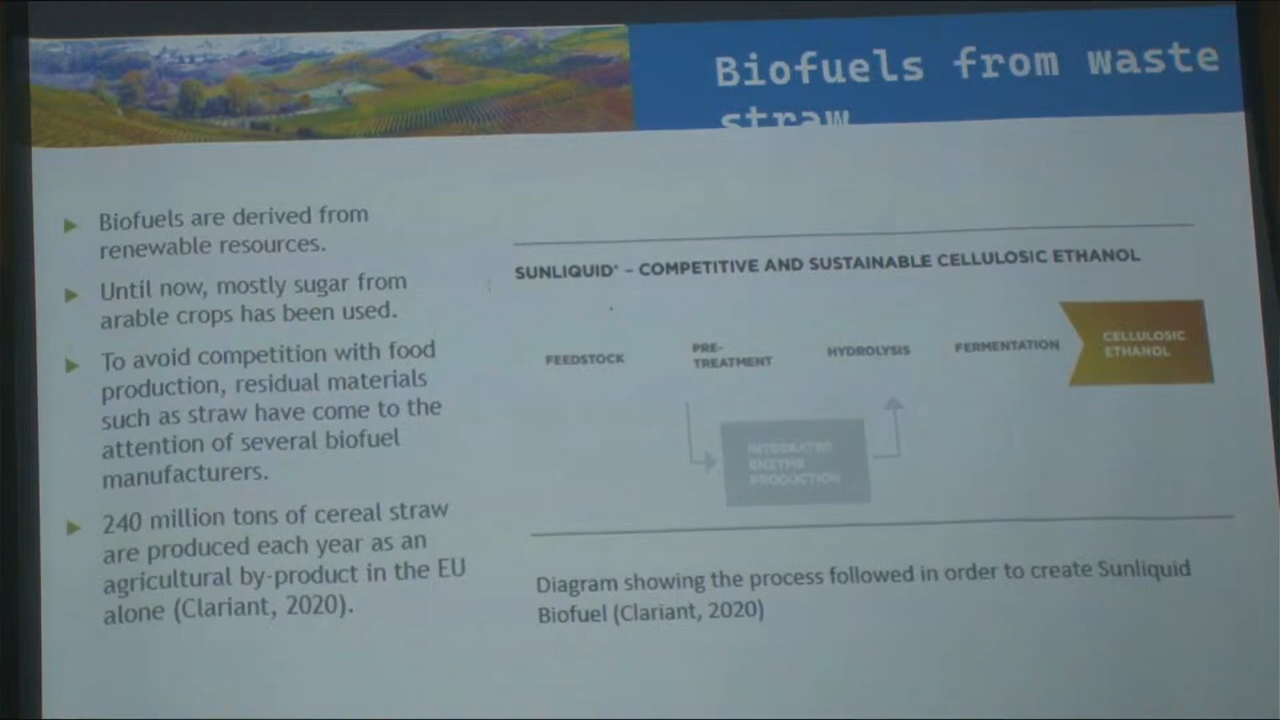 Biofuels from waste
straw
Biofuels are derived from
renewable resources.
Until now, mostly sugar from
arable crops has been used.
To avoid competition with food
production, residual materials
such as straw have come to the
attention of several biofuel
manufacturers.
240 million tons of cereal straw
are produced each year as an
agricultural by-product in the EU
alone (Clariant, 2020).
SUNLIQUID® – COMPETITIVE AND SUSTAINABLE CELLULOSIC ETHANOL
FEEDSTOCK
PRE-
TREATMENT
HYDROLYSIS
FERMENTATION
CELLULOSIC
ETHANOL
INTEGRATED
ENZYME
PRODUCTION
Diagram showing the process followed in order to create Sunliquid
Biofuel (Clariant, 2020)